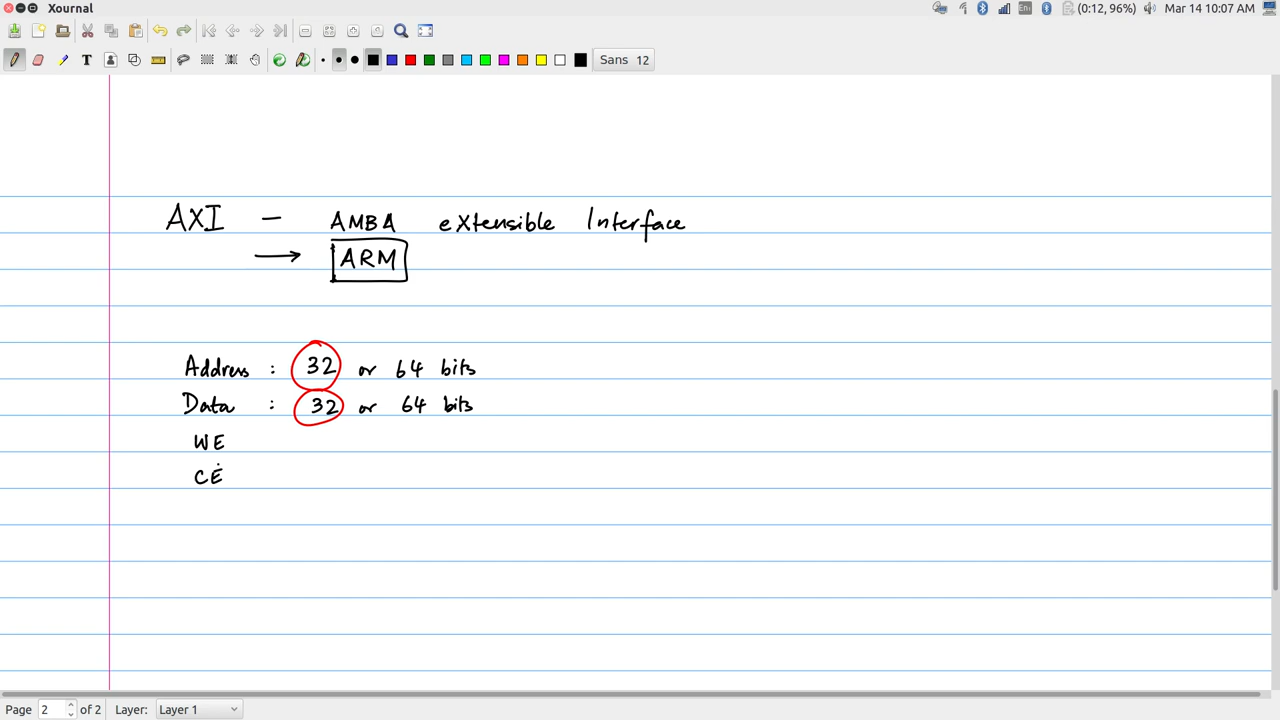 Xournal
(0:12, 96%) Mar 14 10:07 AM
Sans 12
AXI - AMBA eXtensible Interface
→ ARM
Address : 32 or 64 bits
Data : 32 or 64 bits
WE
CE
Page 2 of 2 Layer: Layer 1